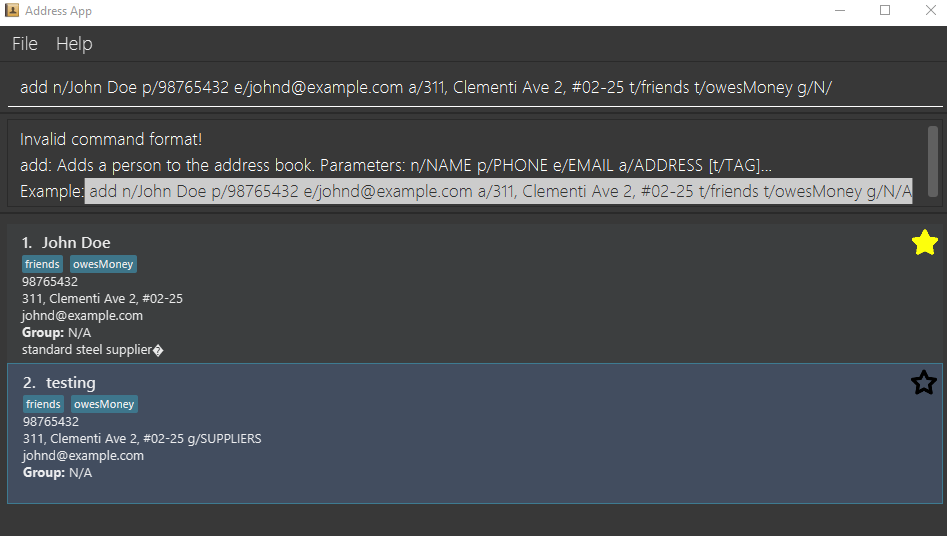 Address App
File Help
add n/John Doe p/98765432 e/johnd@example.com a/311, Clementi Ave 2, #02-25 t/friends t/owesMoney g/N/
Invalid command format!
add: Adds a person to the address book. Parameters: n/NAME p/PHONE e/EMAIL a/ADDRESS [t/TAG]...
Example: add n/John Doe p/98765432 e/johnd@example.com a/311, Clementi Ave 2, #02-25 t/friends t/owesMoney g/N/A
1. John Doe
friends owesMoney
98765432
311, Clementi Ave 2, #02-25
johnd@example.com
Group: N/A
standard steel supplier�
2. testing
friends owesMoney
98765432
311, Clementi Ave 2, #02-25 g/SUPPLIERS
johnd@example.com
Group: N/A